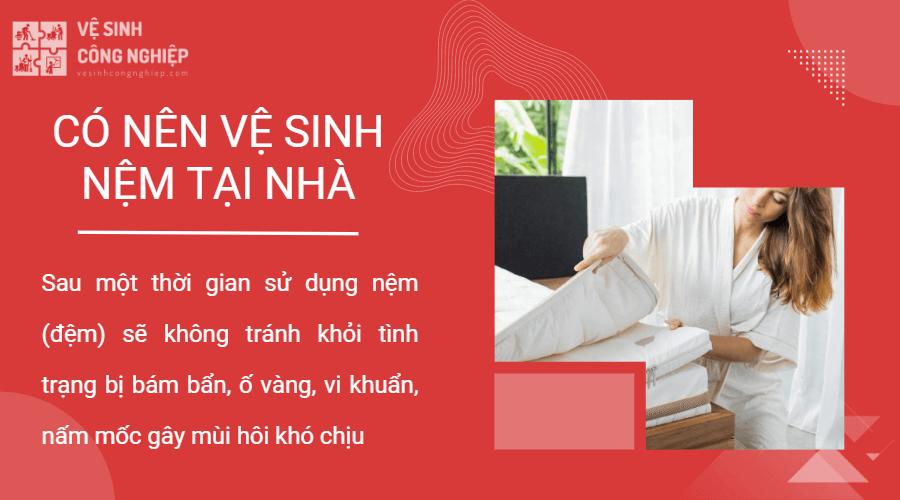 VỆ SINH
CÔNG NGHIỆP
vesinhcongnghiep.com
CÓ NÊN VỆ SINH
NỆM TẠI NHÀ
Sau một thời gian sử dụng nệm
(đệm) sẽ không tránh khỏi tình
trạng bị bám bẩn, ố vàng, vi khuẩn,
nấm mốc gây mùi hôi khó chịu